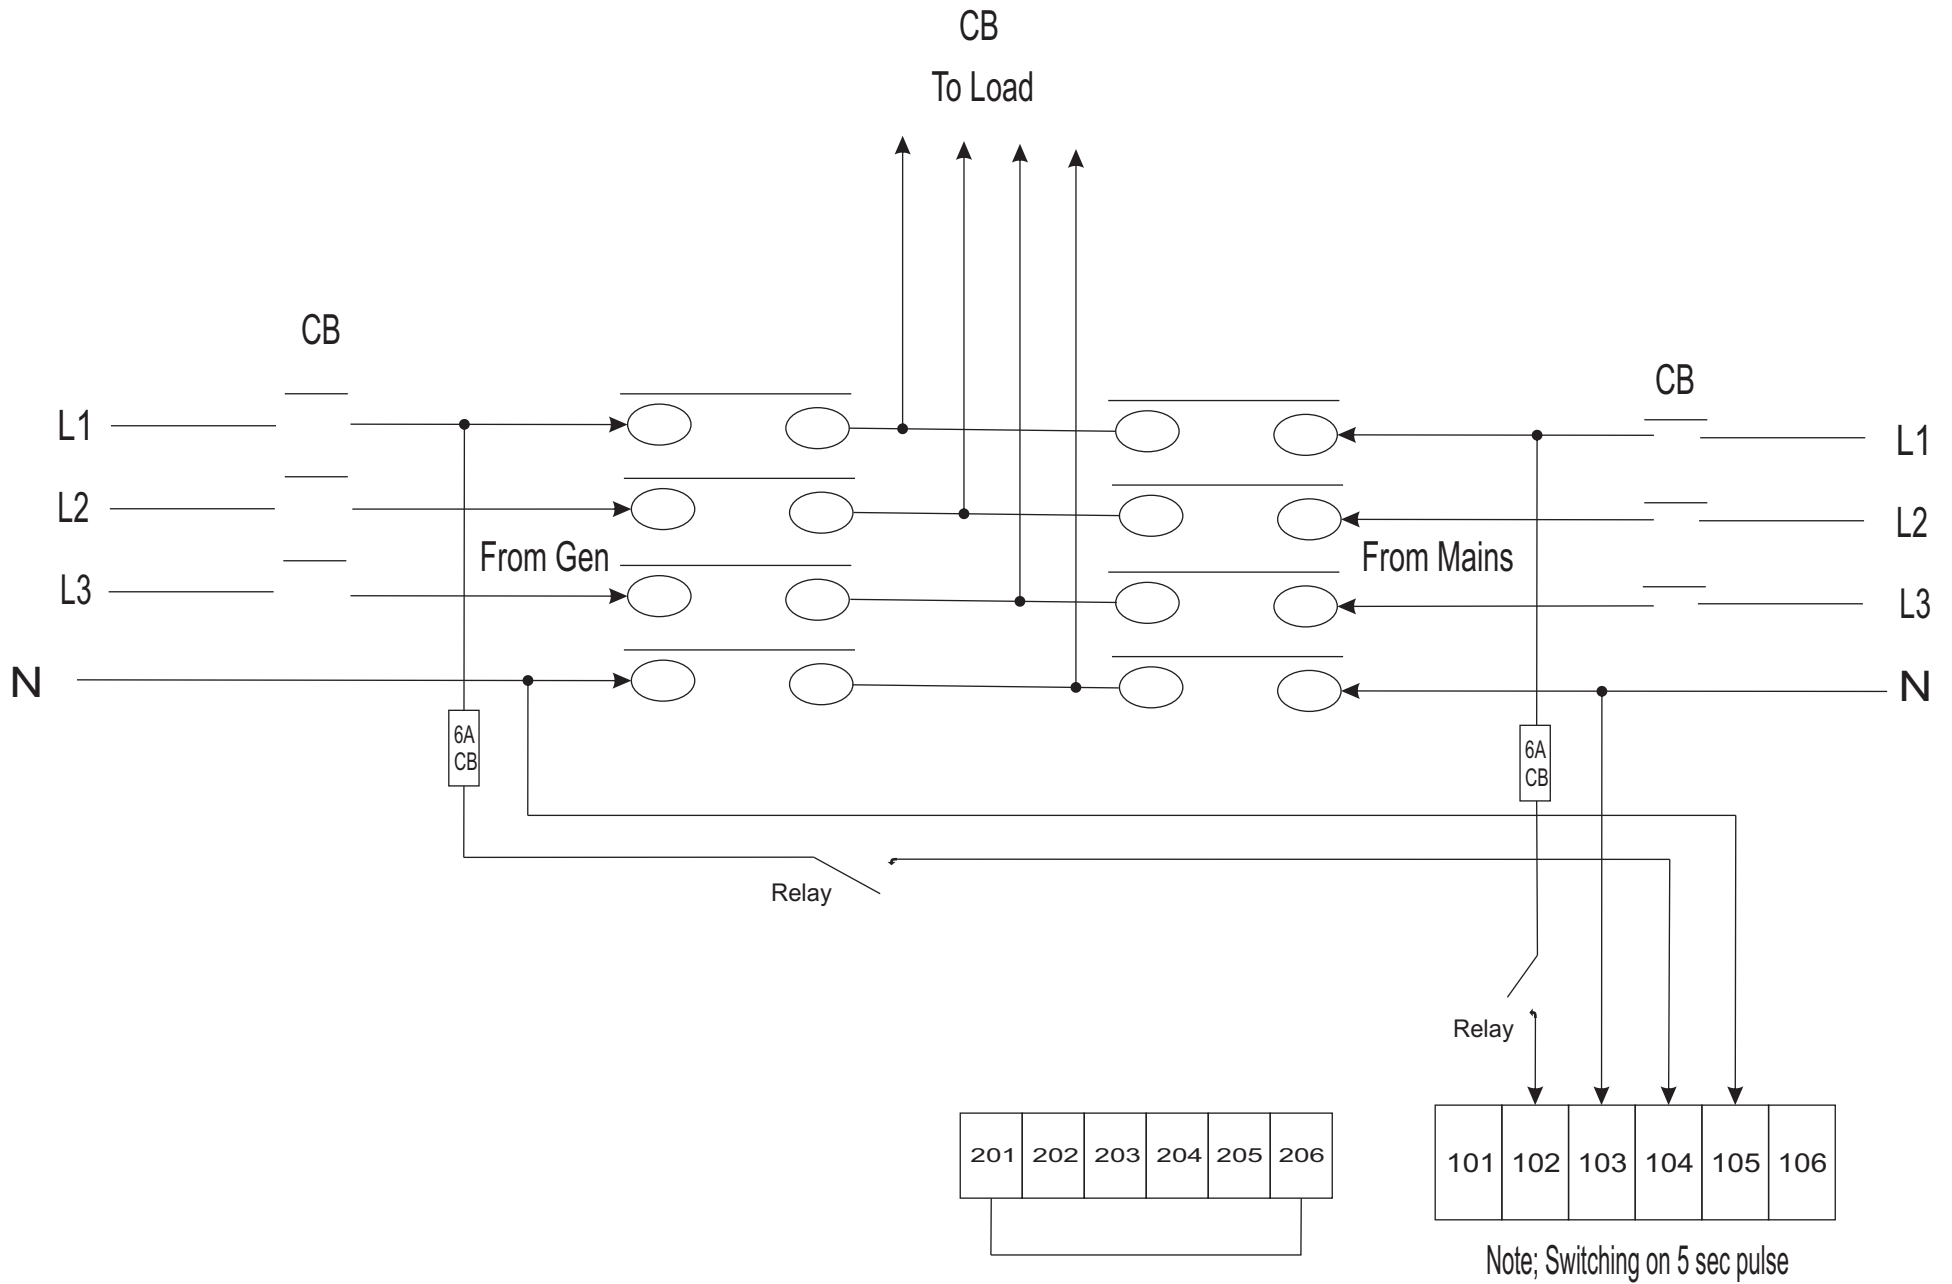 CB
To Load
CB
CB
L1
L1
L2
L2
From Gen
From Mains
L3
L3
N
N
6A
CB
6A
CB
Relay
Relay
201 202 203 204 205 206
101 102 103 104 105 106
Note; Switching on 5 sec pulse